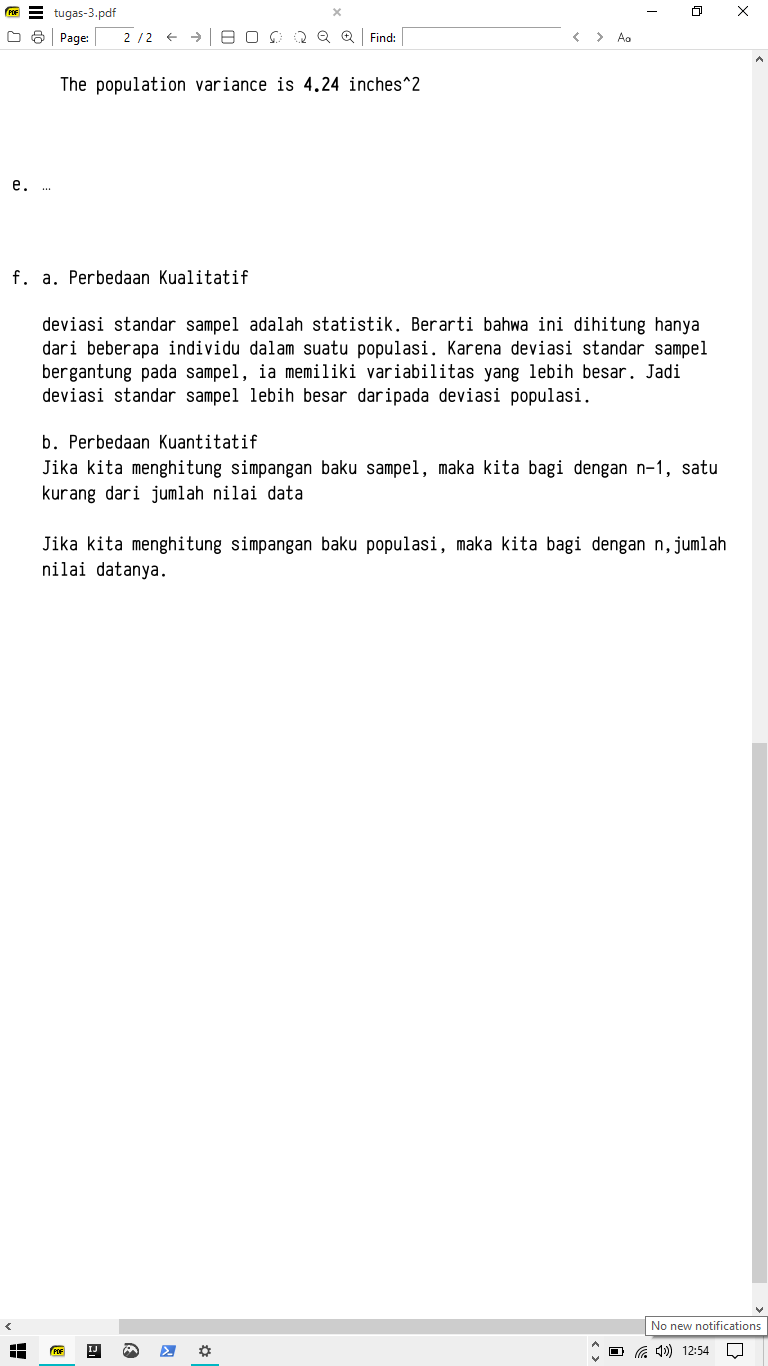 tugas-3.pdf
Page: 2 / 2 Find: Aa
The population variance is 4.24 inches^2
e. ...
f. a. Perbedaan Kualitatif
deviasi standar sampel adalah statistik. Berarti bahwa ini dihitung hanya
dari beberapa individu dalam suatu populasi. Karena deviasi standar sampel
bergantung pada sampel, ia memiliki variabilitas yang lebih besar. Jadi
deviasi standar sampel lebih besar daripada deviasi populasi.
b. Perbedaan Kuantitatif
Jika kita menghitung simpangan baku sampel, maka kita bagi dengan n-1, satu
kurang dari jumlah nilai data
Jika kita menghitung simpangan baku populasi, maka kita bagi dengan n,jumlah
nilai datanya.
No new notifications
PDF IJ 12:54